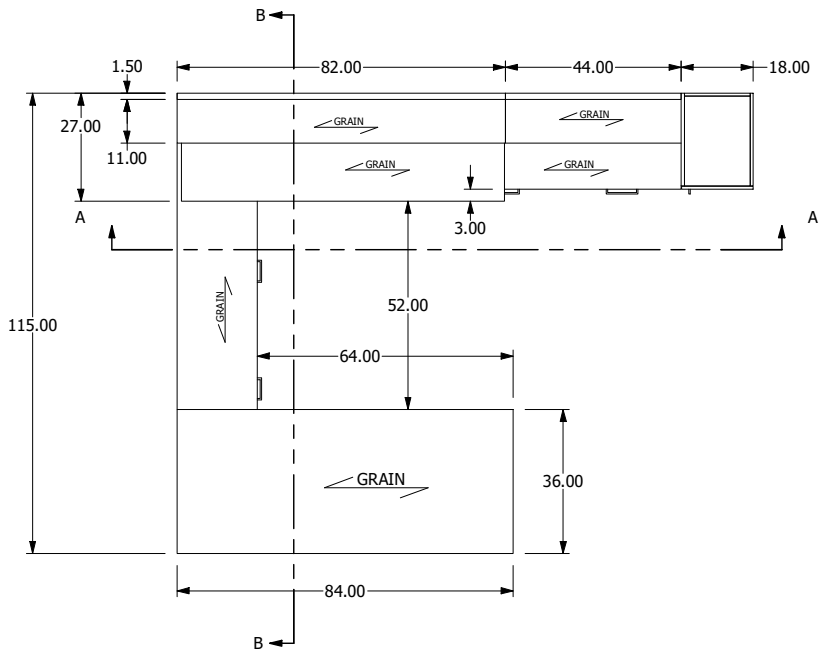 B
1.50
82.00
44.00
18.00
27.00
GRAIN
GRAIN
11.00
GRAIN
GRAIN
A
3.00
A
GRAIN
52.00
115.00
64.00
GRAIN
36.00
84.00
B